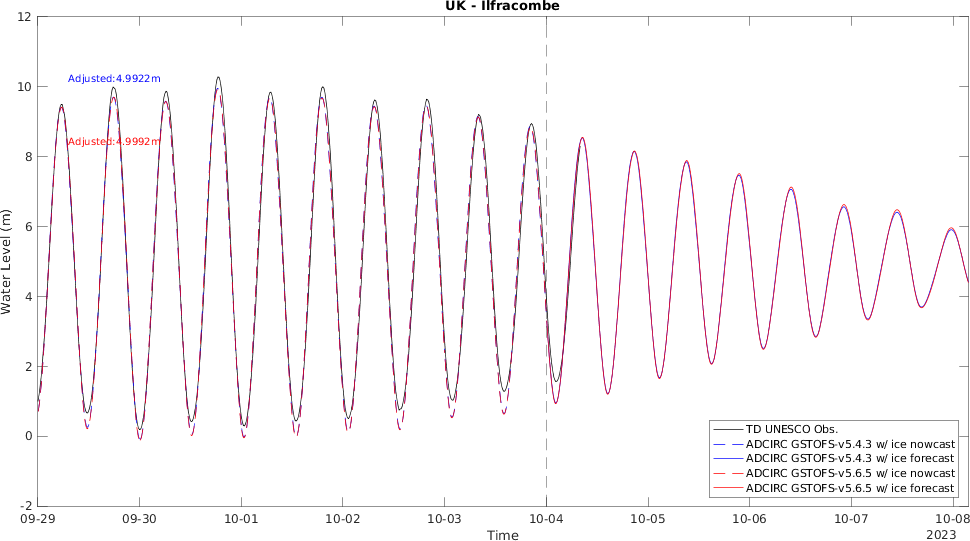 UK - Ilfracombe
12
10
8
6
4
2
0
-2
Water Level (m)
Adjusted:4.9922m
Adjusted:4.9992m
TD UNESCO Obs.
ADCIRC GSTOFS-v5.4.3 w/ ice nowcast
ADCIRC GSTOFS-v5.4.3 w/ ice forecast
ADCIRC GSTOFS-v5.6.5 w/ ice nowcast
ADCIRC GSTOFS-v5.6.5 w/ ice forecast
09-29 09-30 10-01 10-02 10-03 10-04 10-05 10-06 10-07 10-08
2023
Time